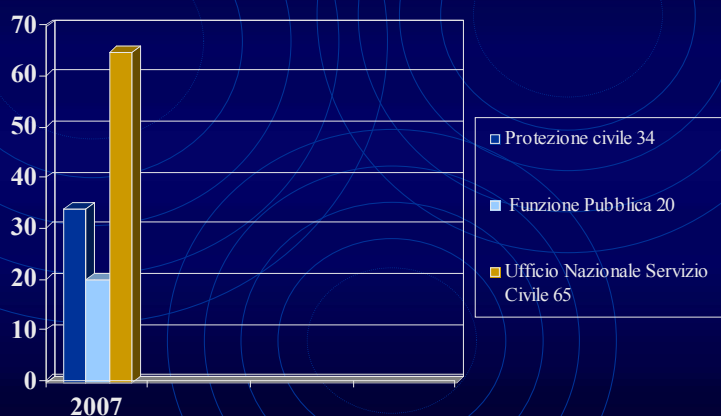 70
60
50
40
30
20
10
0
2007
Protezione civile 34
Funzione Pubblica 20
Ufficio Nazionale Servizio
Civile 65